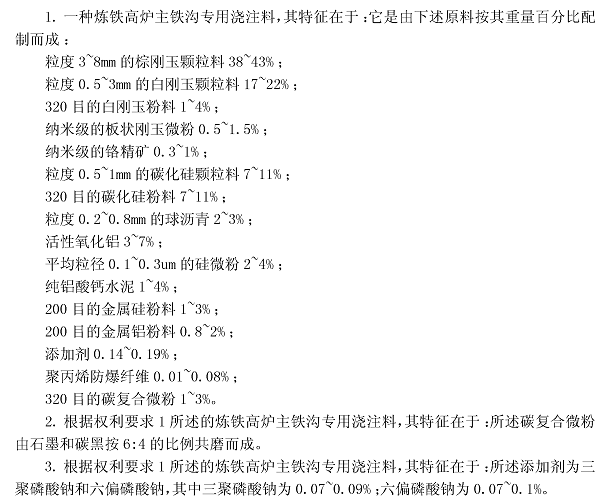 1. 一种炼铁高炉主铁沟专用浇注料,其特征在于:它是由下述原料按其重量百分比配
制而成:
粒度 3~8mm 的棕刚玉颗粒料 38~43%;
粒度 0.5~3mm 的白刚玉颗粒料 17~22%;
320 目的白刚玉粉料 1~4%;
纳米级的板状刚玉微粉 0.5~1.5%;
纳米级的铬精矿 0.3~1%;
粒度 0.5~1mm 的碳化硅颗粒料 7~11%;
320 目的碳化硅粉料 7~11%;
粒度 0.2~0.8mm 的球沥青 2~3%;
活性氧化铝 3~7%;
平均粒径 0.1~0.3um 的硅微粉 2~4%;
纯铝酸钙水泥 1~4%;
200 目的金属硅粉料 1~3%;
200 目的金属铝粉料 0.8~2%;
添加剂 0.14~0.19%;
聚丙烯防爆纤维 0.01~0.08%;
320 目的碳复合微粉 1~3%。
2. 根据权利要求 1 所述的炼铁高炉主铁沟专用浇注料,其特征在于:所述碳复合微粉
由石墨和碳黑按 6:4 的比例共磨而成。
3. 根据权利要求 1 所述的炼铁高炉主铁沟专用浇注料,其特征在于:所述添加剂为三
聚磷酸钠和六偏磷酸钠,其中三聚磷酸钠为 0.07~0.09%;六偏磷酸钠为 0.07~0.1%。